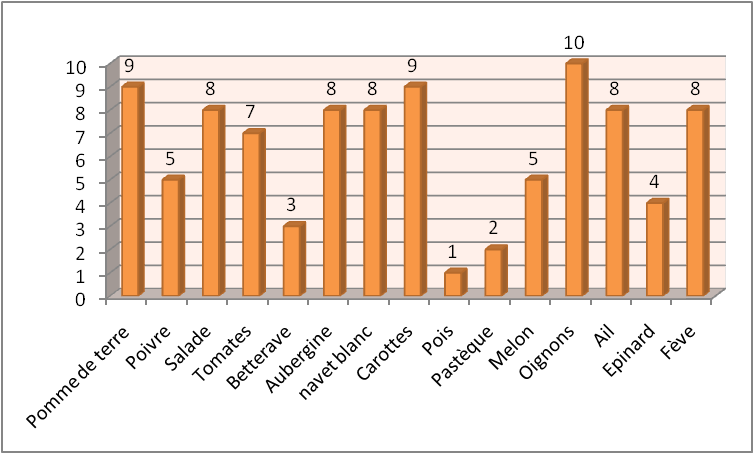 10
9
8
7
6
5
4
3
2
1
0
9
5
8
7
3
8
8
9
1
2
5
10
8
4
8
Pomme de terre
Poivre
Salade
Tomates
Betterave
Aubergine
navet blanc
Carottes
Pois
Pastèque
Melon
Oignons
Ail
Epinard
Fève